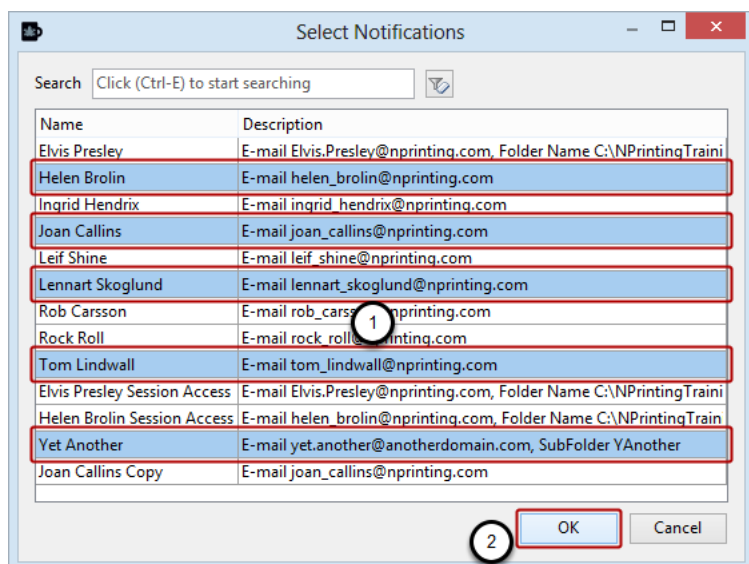 Select Notifications
Search Click (Ctrl-E) to start searching
Name Description
Elvis Presley E-mail Elvis.Presley@nprinting.com, Folder Name C:\NPrintingTraini
Helen Brolin E-mail helen_brolin@nprinting.com
Ingrid Hendrix E-mail ingrid_hendrix@nprinting.com
Joan Callins E-mail joan_callins@nprinting.com
Leif Shine E-mail leif_shine@nprinting.com
Lennart Skoglund E-mail lennart_skoglund@nprinting.com
Rob Carsson E-mail rob_carss nprinting.com
1
Rock Roll E-mail rock_roll nting.com
Tom Lindwall E-mail tom_lindwall@nprinting.com
Elvis Presley Session Access E-mail Elvis.Presley@nprinting.com, Folder Name C:\NPrintingTraini
Helen Brolin Session Access E-mail helen_brolin@nprinting.com, Folder Name C:\NPrintingTrain
Yet Another E-mail yet.another@anotherdomain.com, SubFolder YAnother
Joan Callins Copy E-mail joan_callins@nprinting.com
2 OK Cancel